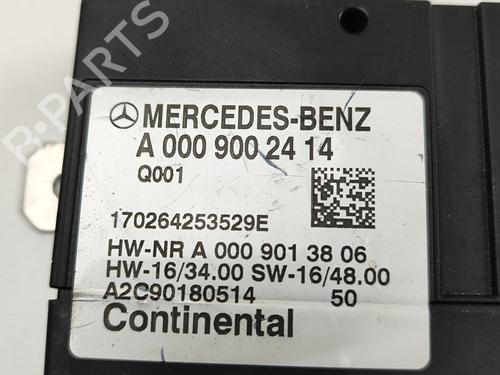 MERCEDES-BENZ
A 000 900 24 14
Q001
170264253529E
HW-NR A 000 901 38 06
HW-16/34.00 SW-16/48.00
A2C90180514 50
Continental
B-PARTS